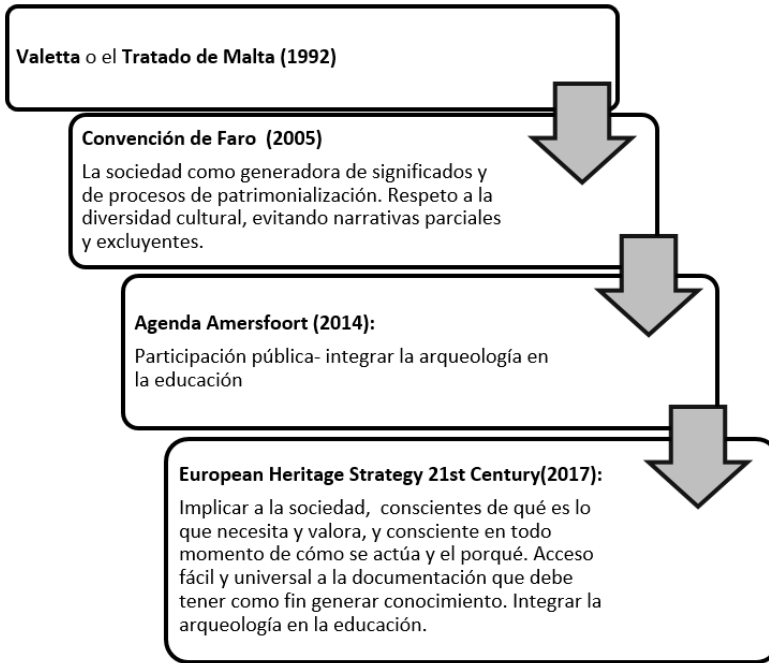 Valetta o el Tratado de Malta (1992)
Convención de Faro (2005)
La sociedad como generadora de significados y
de procesos de patrimonialización. Respeto a la
diversidad cultural, evitando narrativas parciales
y excluyentes.
Agenda Amersfoort (2014):
Participación pública- integrar la arqueología en
la educación
European Heritage Strategy 21st Century(2017):
Implicar a la sociedad, conscientes de qué es lo
que necesita y valora, y consciente en todo
momento de cómo se actúa y el porqué. Acceso
fácil y universal a la documentación que debe
tener como fin generar conocimiento. Integrar la
arqueología en la educación.